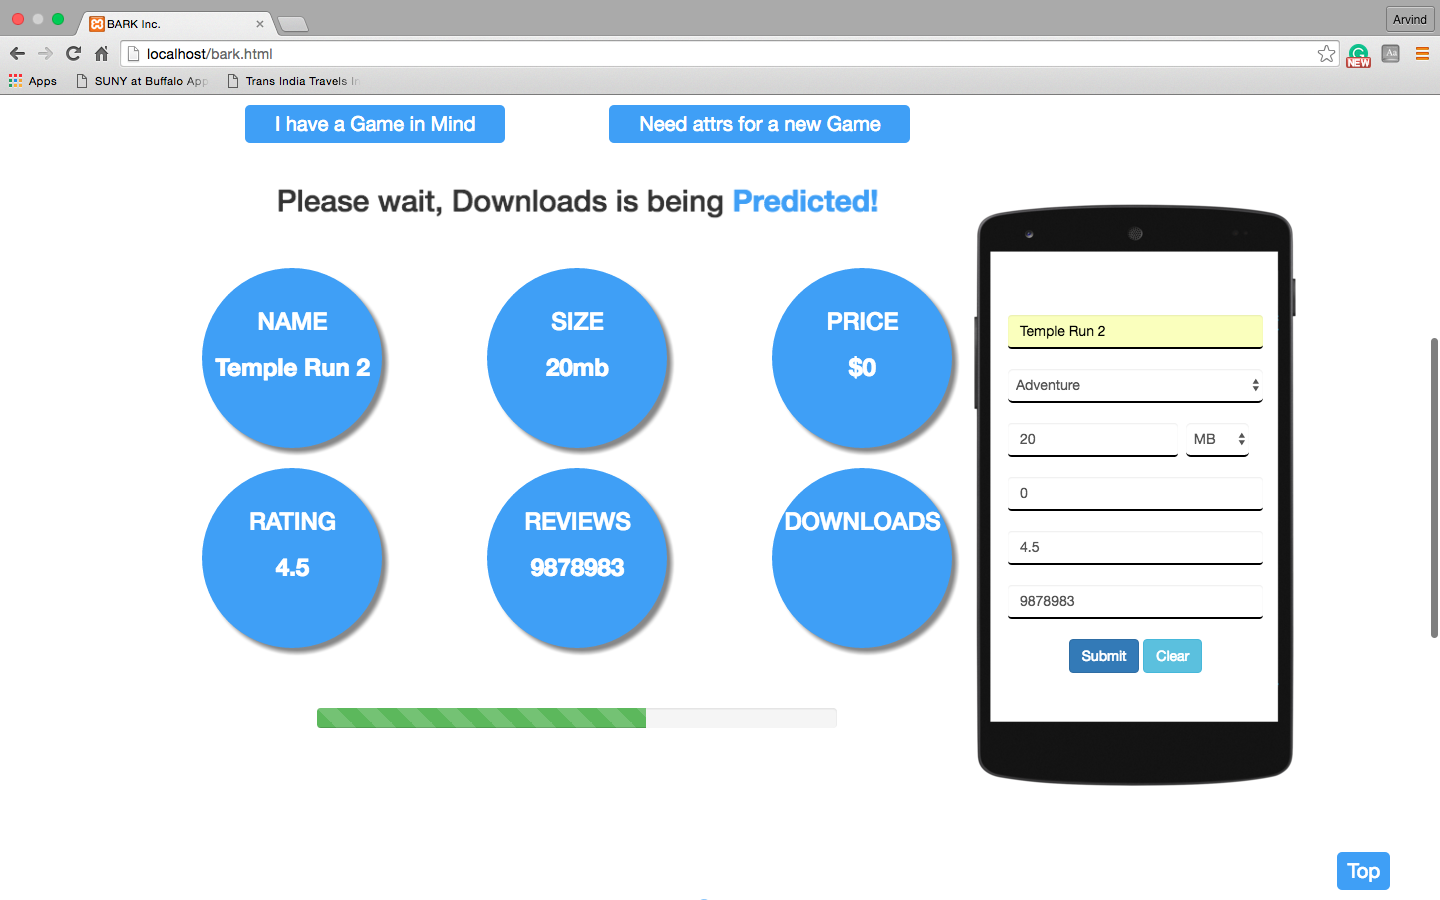 BARK Inc.
Arvind
localhost/bark.html
NEW
Aa
Apps
SUNY at Buffalo App
Trans India Travels In
I have a Game in Mind
Need attrs for a new Game
Please wait, Downloads is being Predicted!
NAME
Temple Run 2
SIZE
20mb
PRICE
$0
RATING
4.5
REVIEWS
9878983
DOWNLOADS
Temple Run 2
Adventure
20
MB
0
4.5
9878983
Submit
Clear
Top